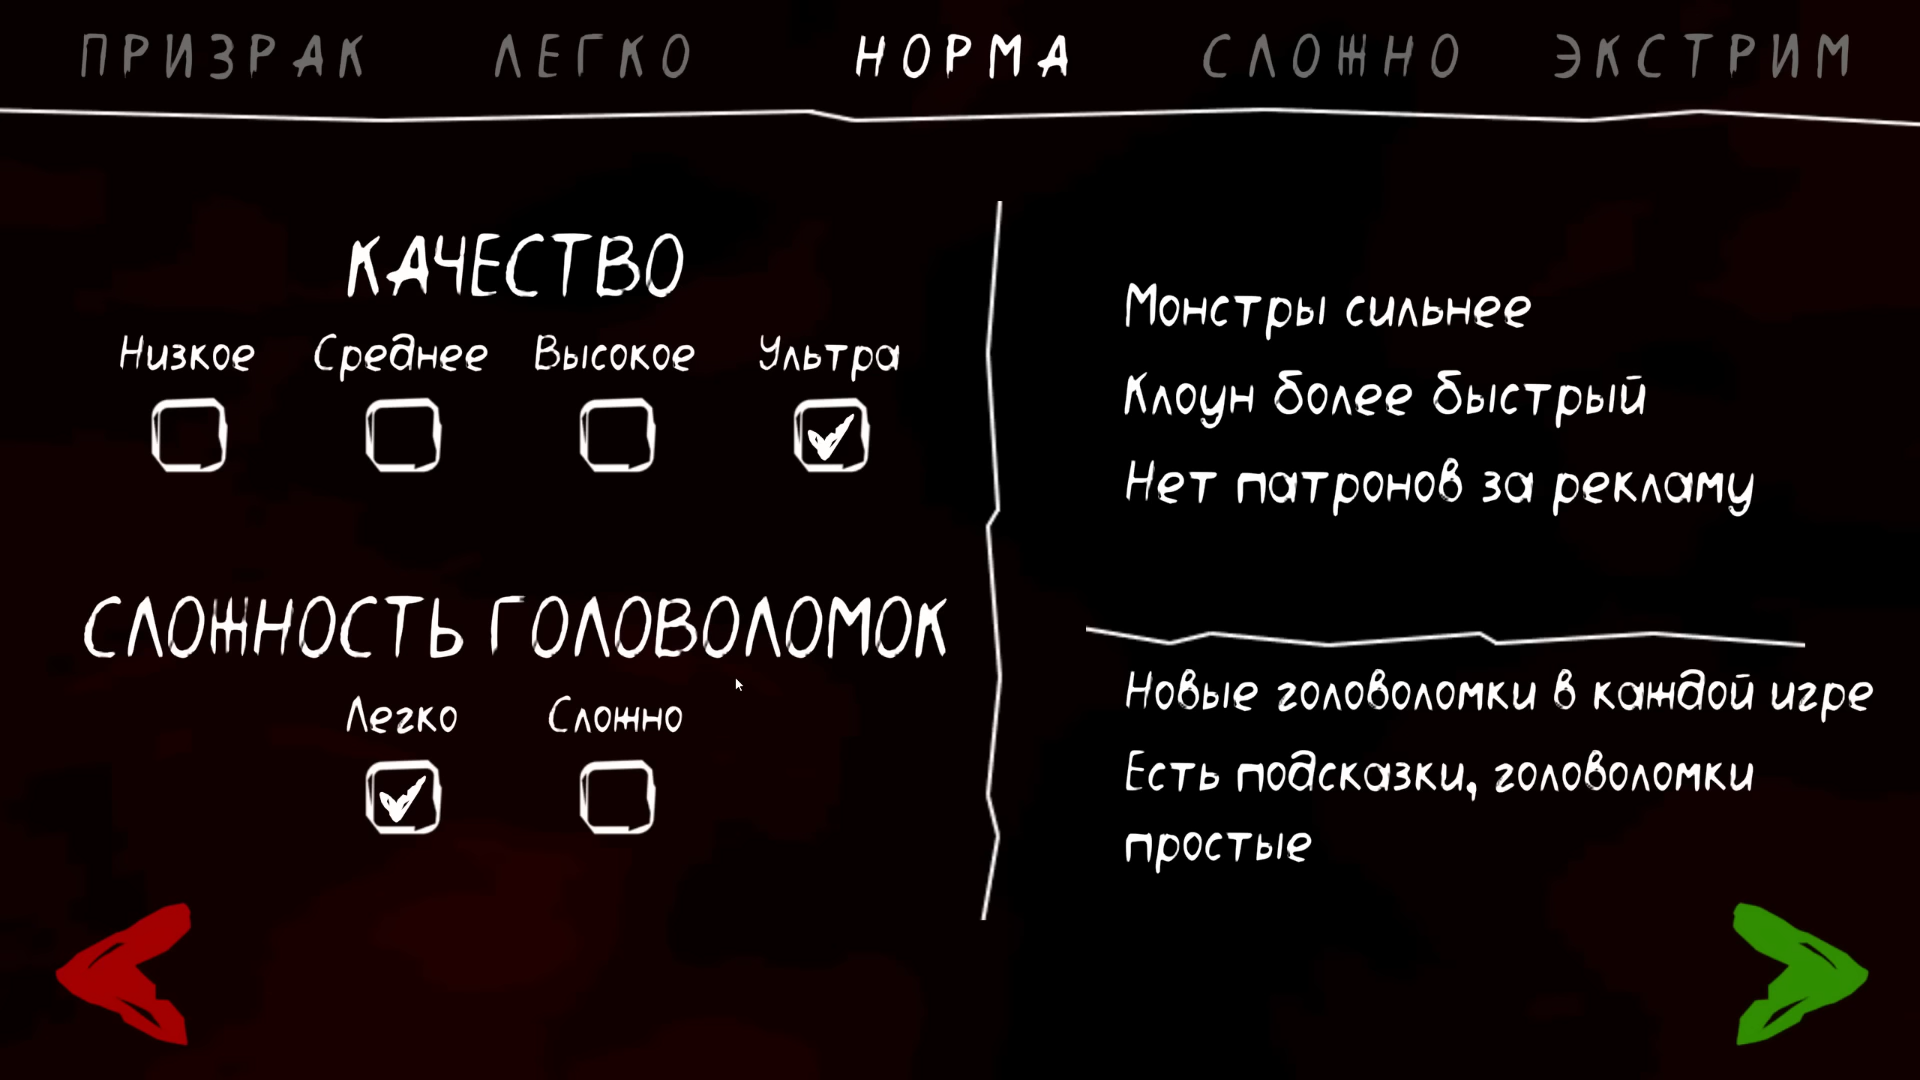 ПРИЗРАК ЛЕГКО НОРМА СЛОЖНО ЭКСТРИМ
КАЧЕСТВО
Низкое Среднее Высокое Ультра
СЛОЖНОСТЬ ГОЛОВОЛОМОК
Легко Сложно
Монстры сильнее
Клоун более быстрый
Нет патронов за рекламу
Новые головоломки в каждой игре
Есть подсказки, головоломки
простые